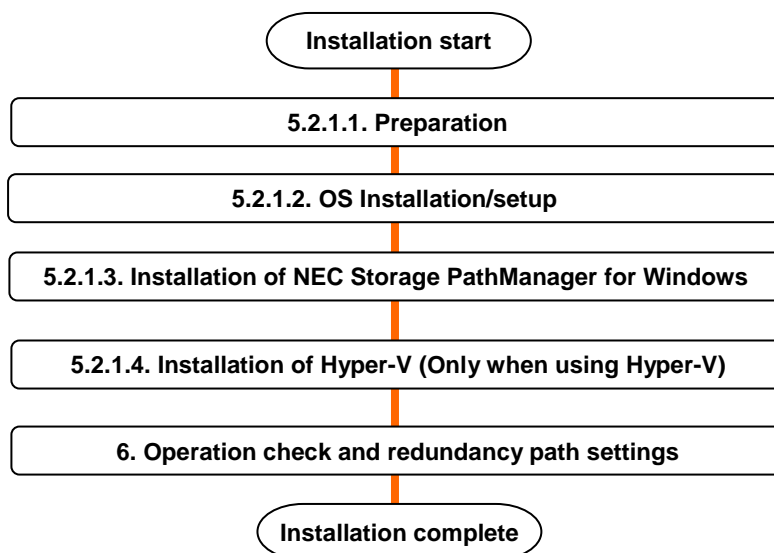 Installation start
5.2.1.1. Preparation
5.2.1.2. OS Installation/setup
5.2.1.3. Installation of NEC Storage PathManager for Windows
5.2.1.4. Installation of Hyper-V (Only when using Hyper-V)
6. Operation check and redundancy path settings
Installation complete